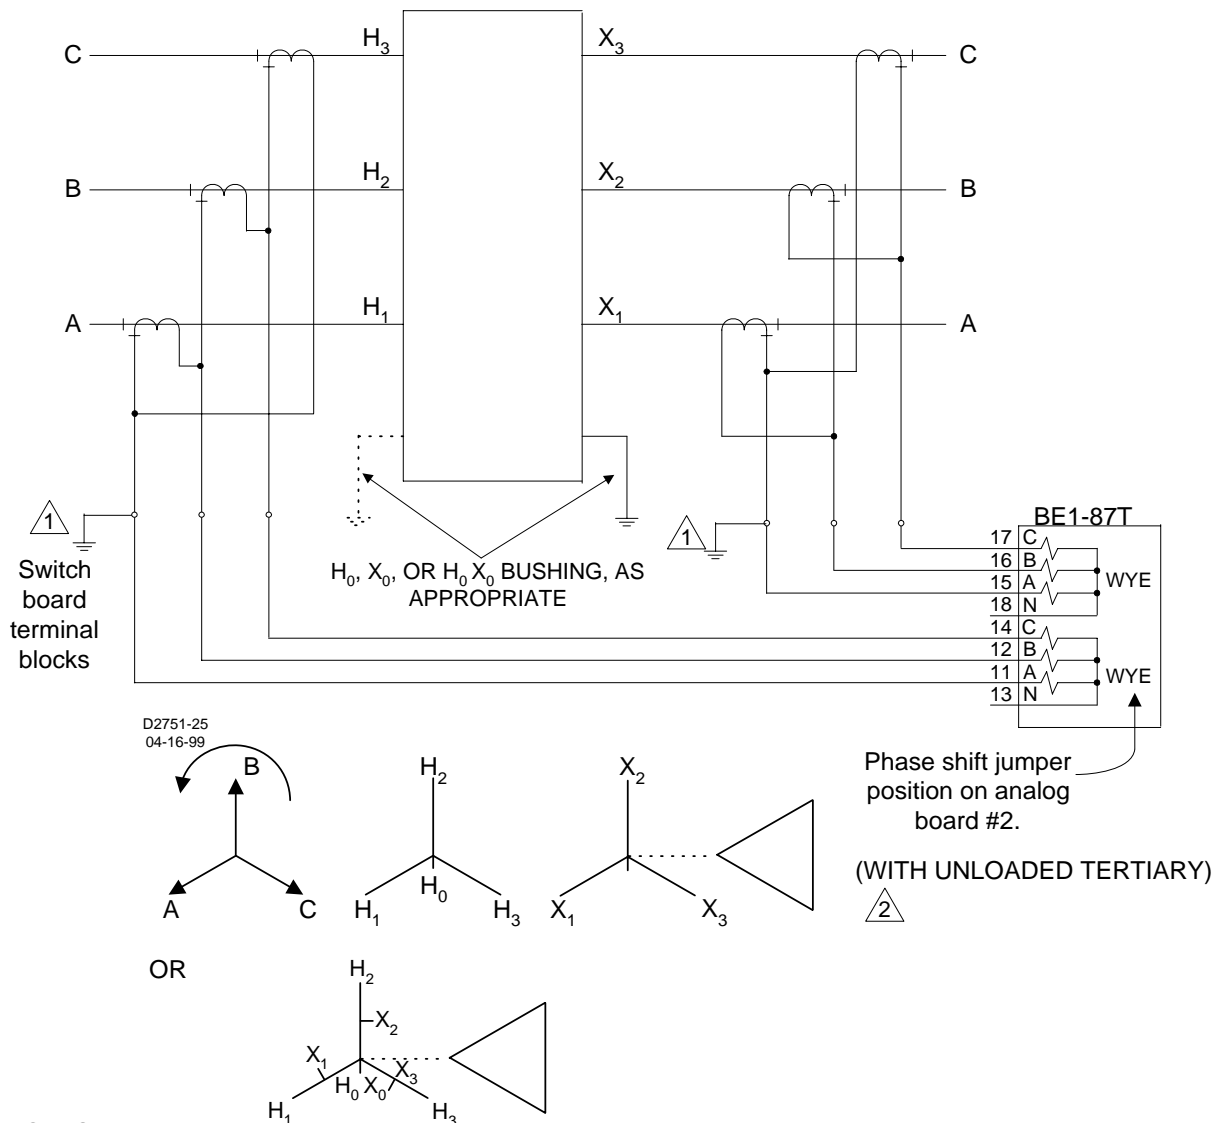 C H3 X3 C
B H2 X2 B
A H1 X1 A
1
Switch
board
terminal
blocks
H0, X0, OR H0 X0 BUSHING, AS
APPROPRIATE
1
BE1-87T
17 C
16 B
15 A
18 N
WYE
14 C
12 B
11 A
13 N
WYE
D2751-25
04-16-99
B
A
C
H2
H0
H1
H3
X2
X1
X3
Phase shift jumper
position on analog
board #2.
(WITH UNLOADED TERTIARY)
2
OR
H2
X2
X1
X3
H0 X0
H1
H3